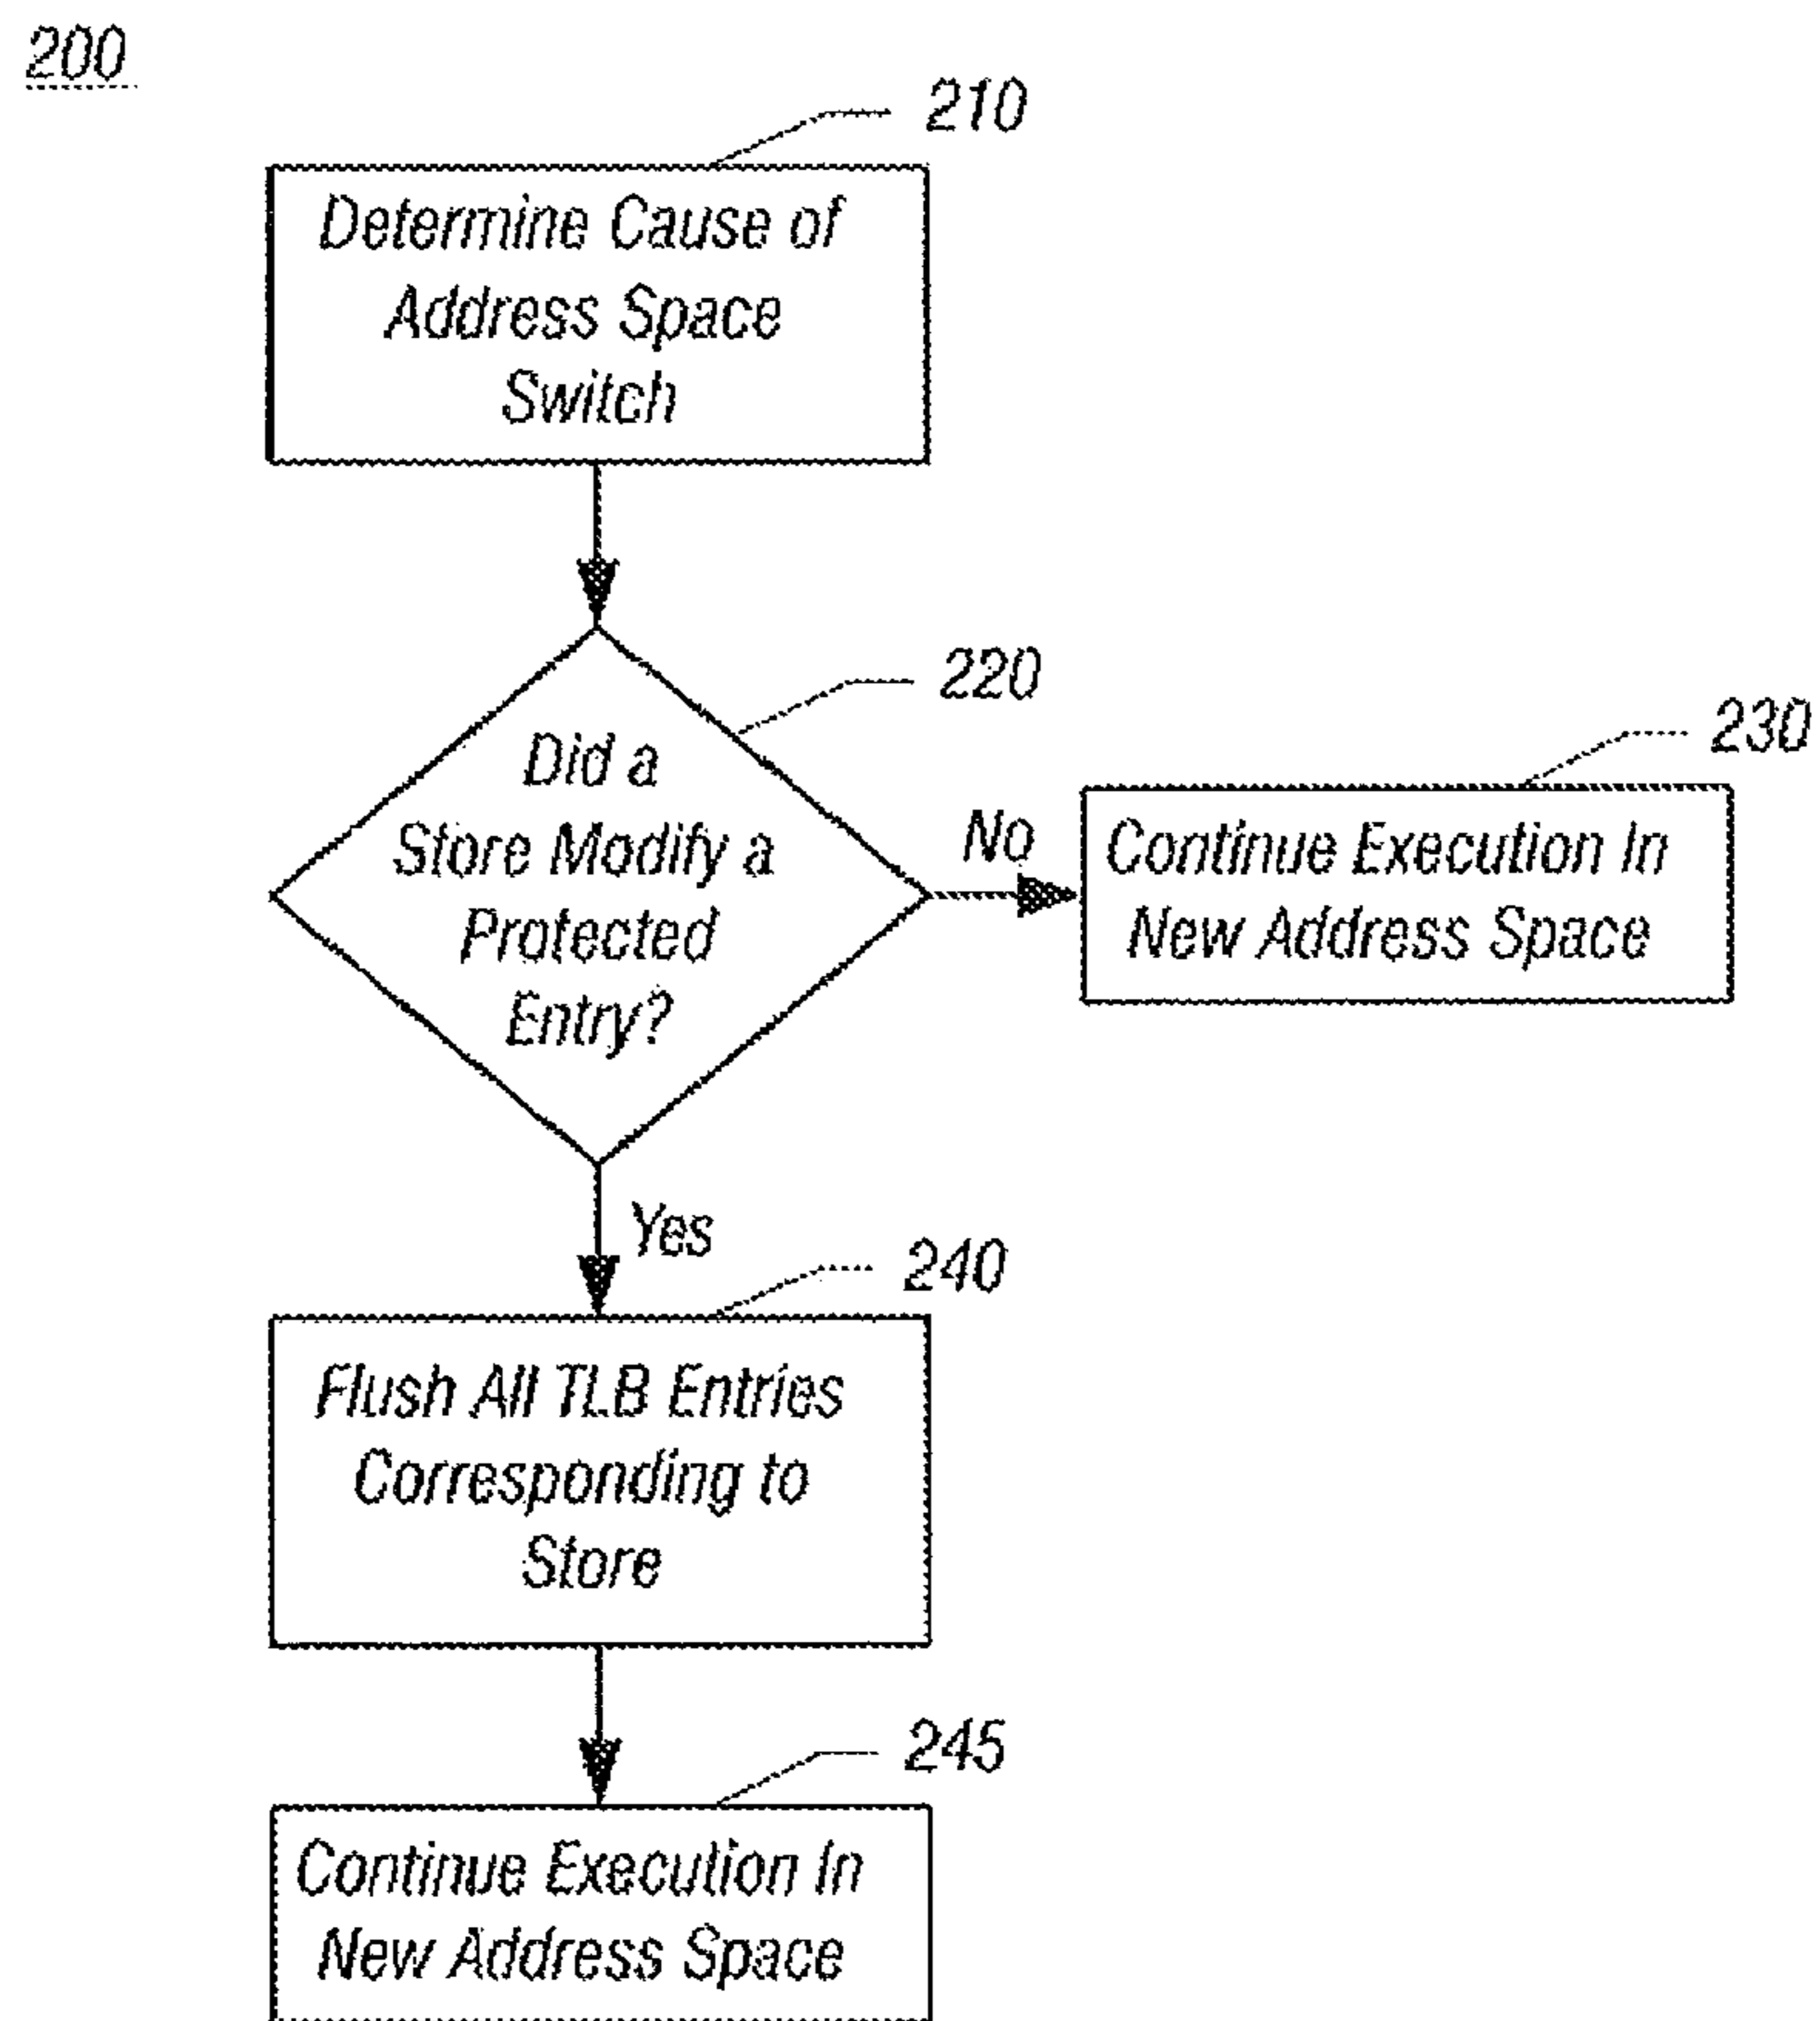 200
210
Determine Cause of
Address Space
Switch
220
Did a
Store Modify a
Protected
Entry?
No
230
Continue Execution In
New Address Space
Yes
240
Flush All TLB Entries
Corresponding to
Store
245
Continue Execution In
New Address Space